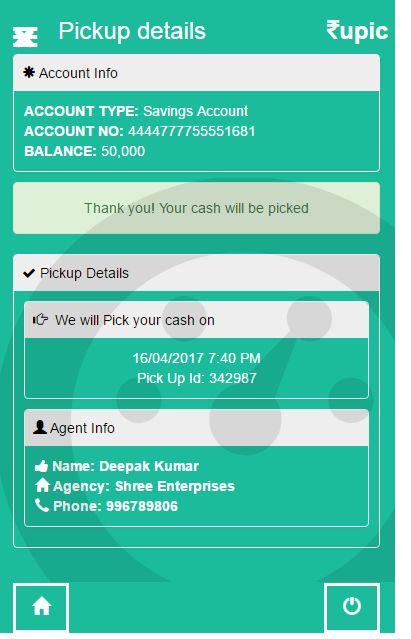 Pickup details
₹upic
Account Info
ACCOUNT TYPE: Savings Account
ACCOUNT NO: 4444777755551681
BALANCE: 50,000
Thank you! Your cash will be picked
Pickup Details
We will Pick your cash on
16/04/2017 7:40 PM
Pick Up Id: 342987
Agent Info
Name: Deepak Kumar
Agency: Shree Enterprises
Phone: 996789806